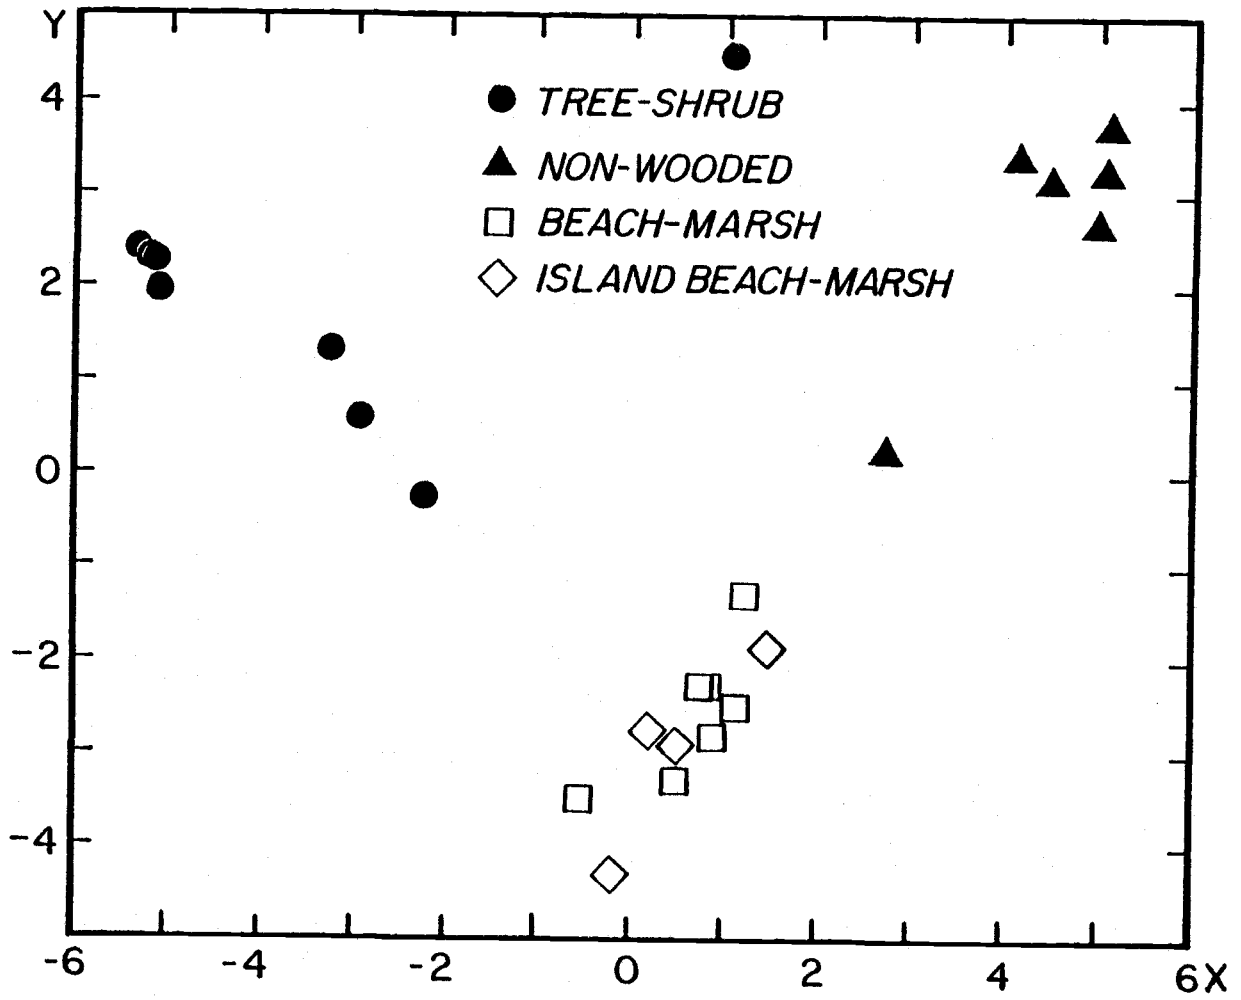 Y
4
TREE-SHRUB
NON-WOODED
BEACH-MARSH
2
ISLAND BEACH-MARSH
0
-2
-4
-6 -4 -2 0 2 4 6 X